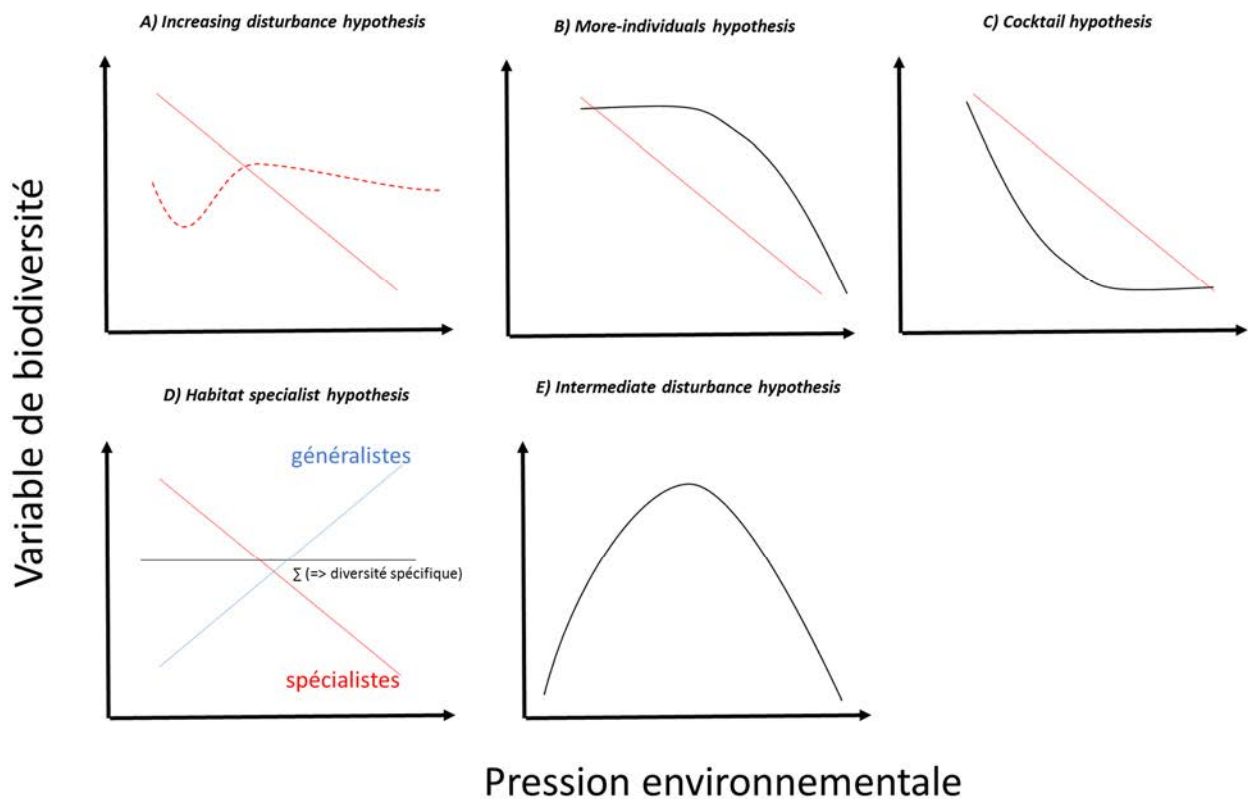 A) Increasing disturbance hypothesis
B) More-individuals hypothesis
C) Cocktail hypothesis
Variable de biodiversité
D) Habitat specialist hypothesis
E) Intermediate disturbance hypothesis
généralistes
∑ (=> diversité spécifique)
spécialistes
Pression environnementale